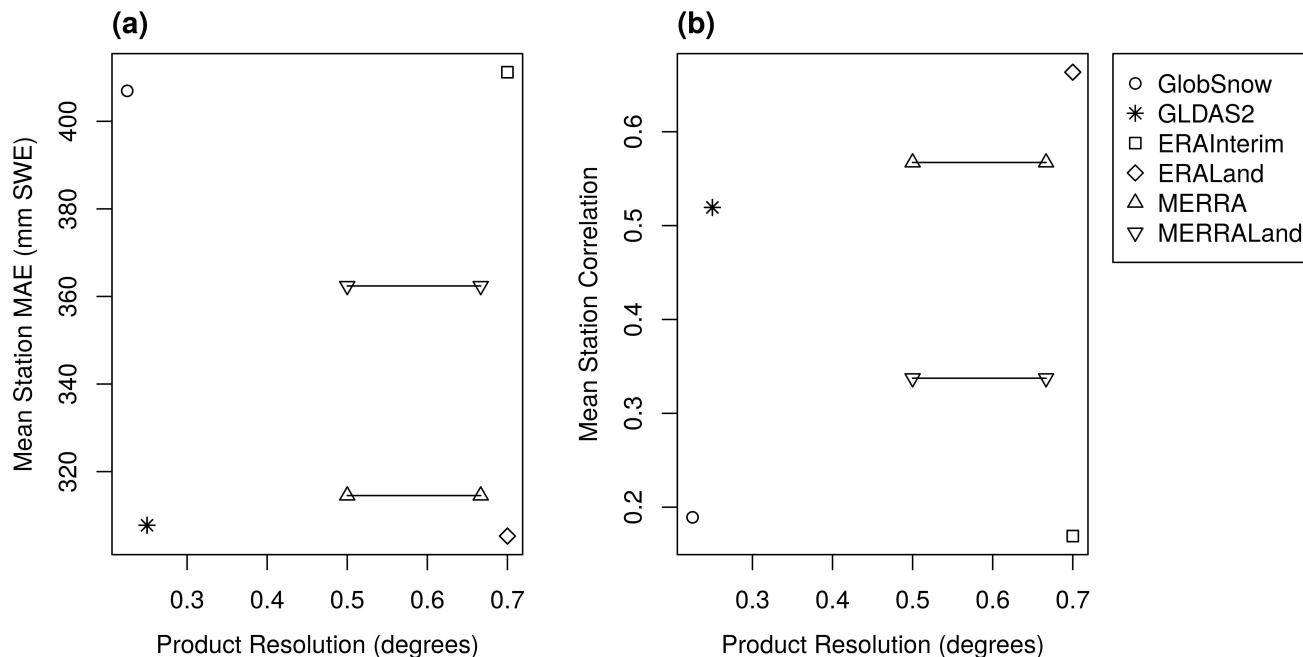 (a)
Mean Station MAE (mm SWE)
400
380
360
340
320
0.3 0.4 0.5 0.6 0.7
Product Resolution (degrees)
(b)
Mean Station Correlation
0.6
0.5
0.4
0.3
0.2
0.3 0.4 0.5 0.6 0.7
Product Resolution (degrees)
GlobSnow
GLDAS2
ERAInterim
ERALand
MERRA
MERRALand